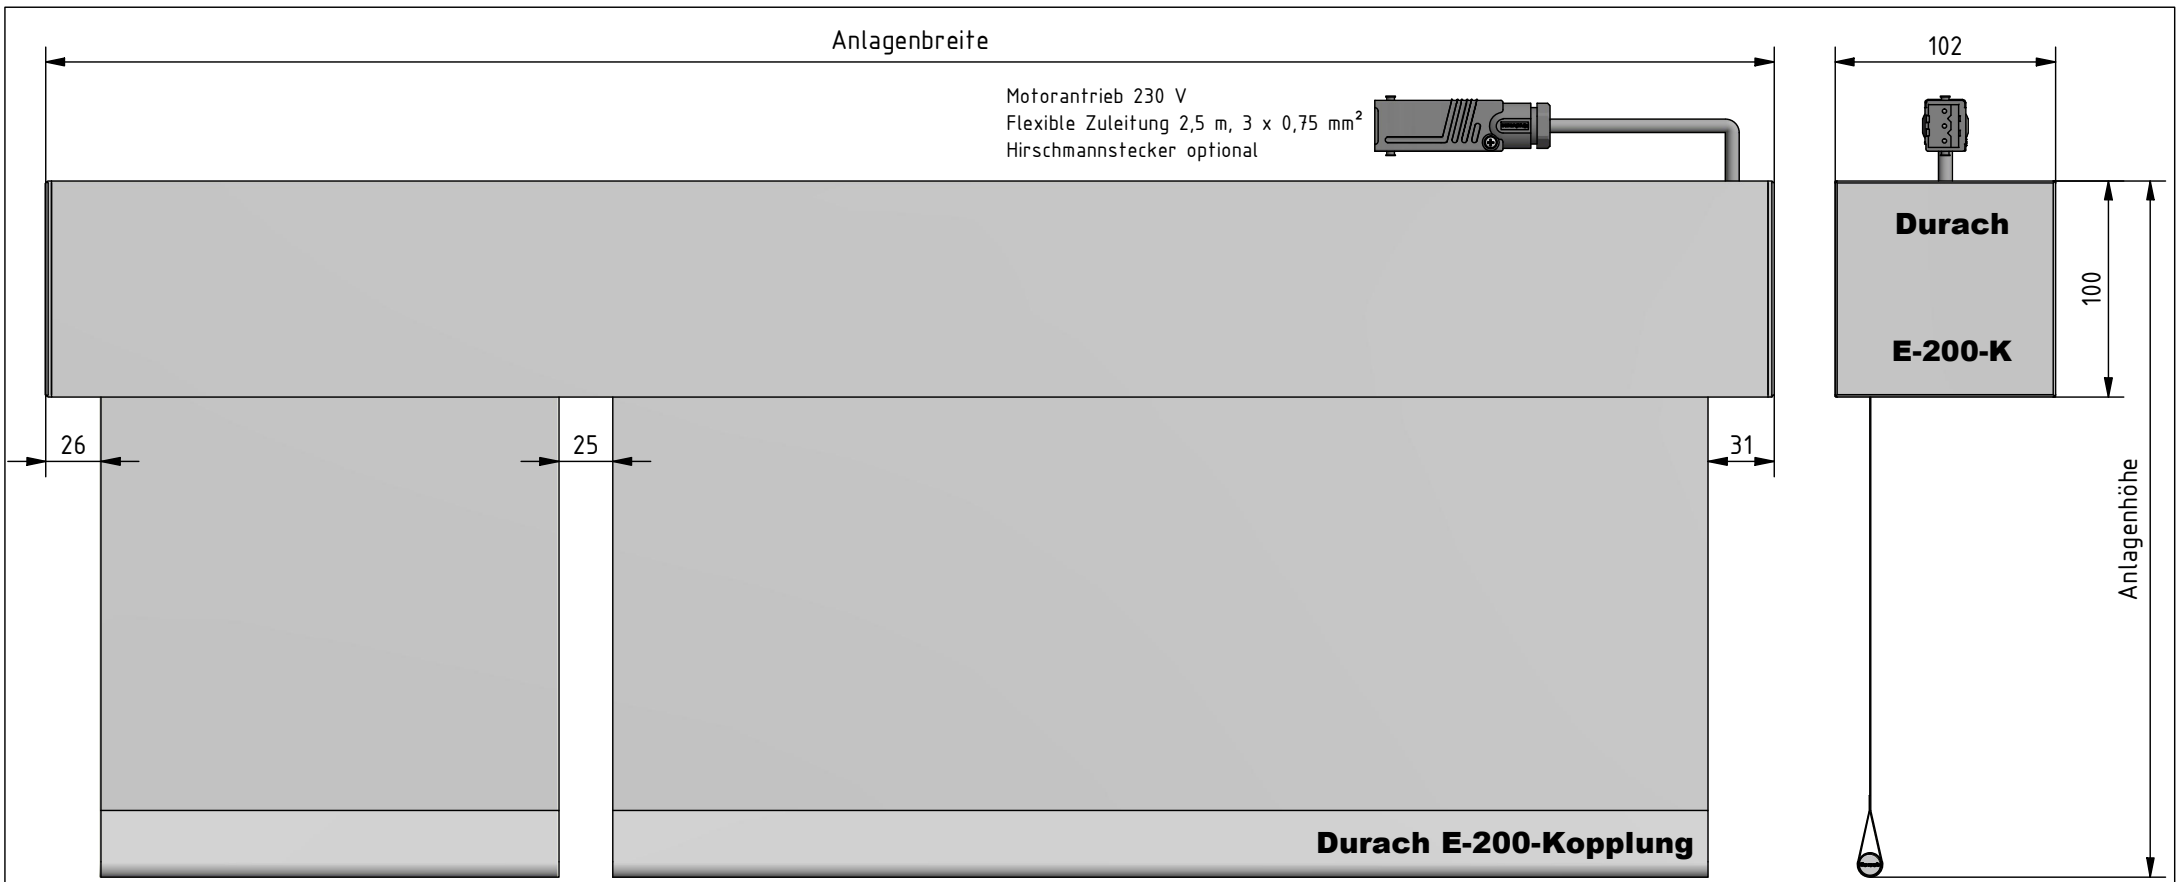 Anlagenbreite
102
Motorantrieb 230 V
Flexible Zuleitung 2,5 m, 3 x 0,75 mm²
Hirschmannstecker optional
Durach
100
E-200-K
26
25
31
Anlagenhöhe
Durach E-200-Kopplung